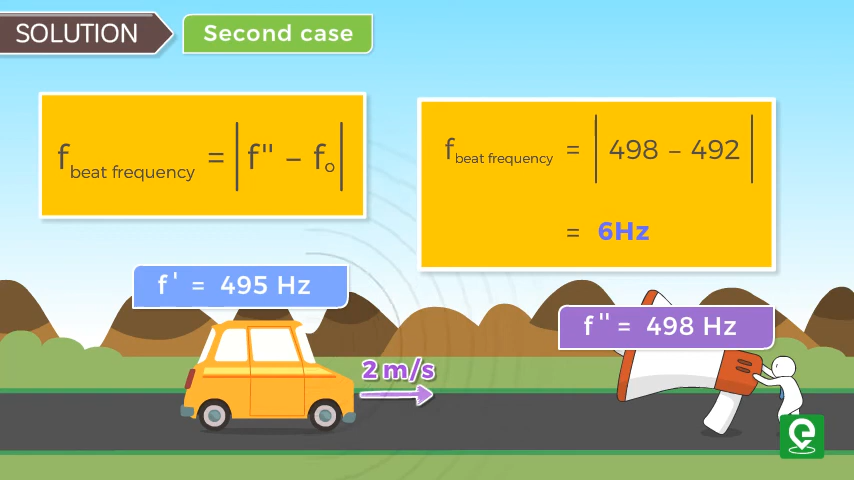 SOLUTION
Second case
f beat frequency = |f" – fo|
f beat frequency = | 498 – 492 |
= 6Hz
f ' = 495 Hz
f " = 498 Hz
2 m/s